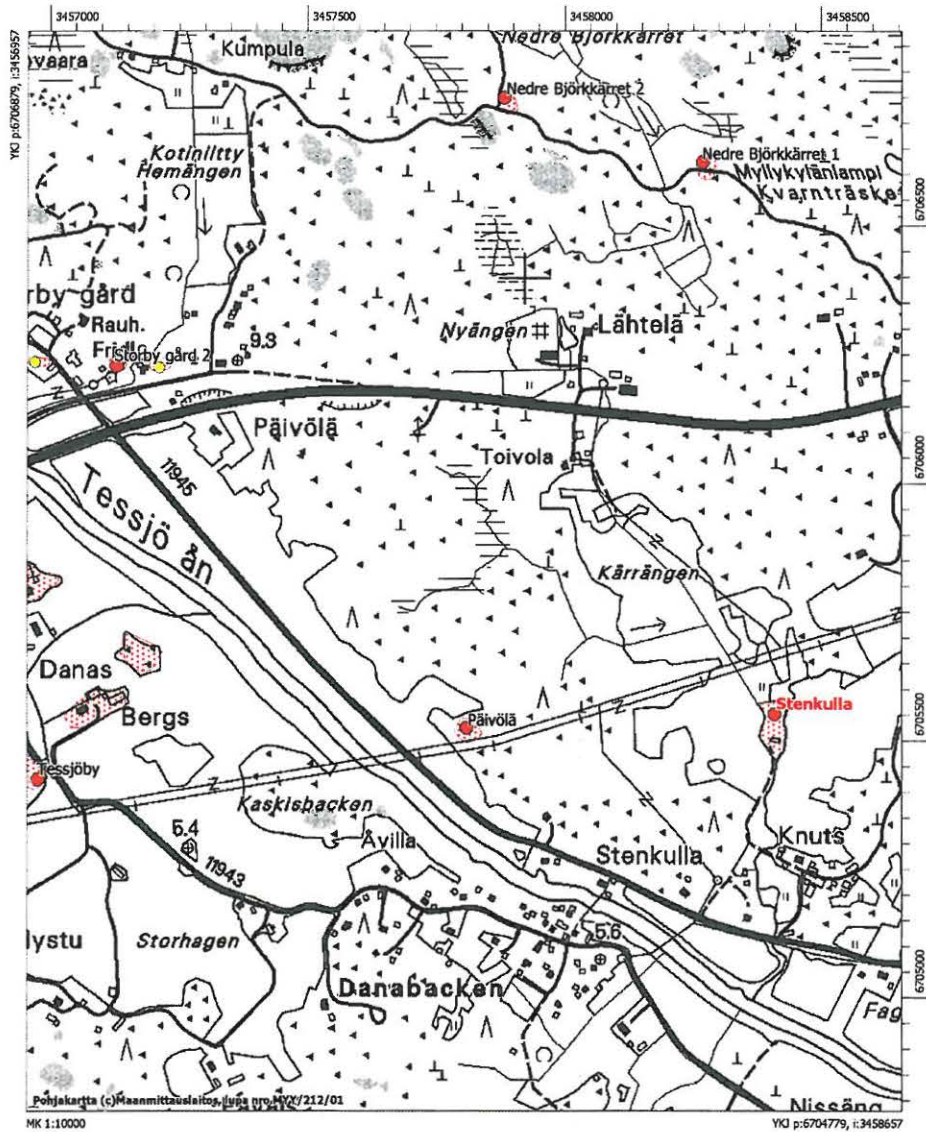 3457000
3457500
3458000
3458500
YKJ p:6706879, i:3456957
ovaara
Kumpula
Nedre Björkkärret
Nedre Björkkärret 2
Kotiniitty
Hemängen
Nedre Björkkärret 1
Myllykylänlampi
Kvarnträske
6706500
rby gård
Rauh.
Fridl.
Storby gård 2
9.3
Nyängen
Lähtelä
Päivölä
Toivola
6706000
11945
Tessjö ån
Kärrängen
Danas
Bergs
Päivölä
Stenkulla
6705500
Tessjöby
Kaskisbacken
5.4
Åvilla
11943
Stenkulla
Knuts
lystu
Storhagen
5.6
Danabacken
6705000
Fag
Pohjakartta (c)Maanmittauslaitos, lupa nro MYY/212/01
Nissäng
MK 1:10000
YKJ p:6704779, i:3458657